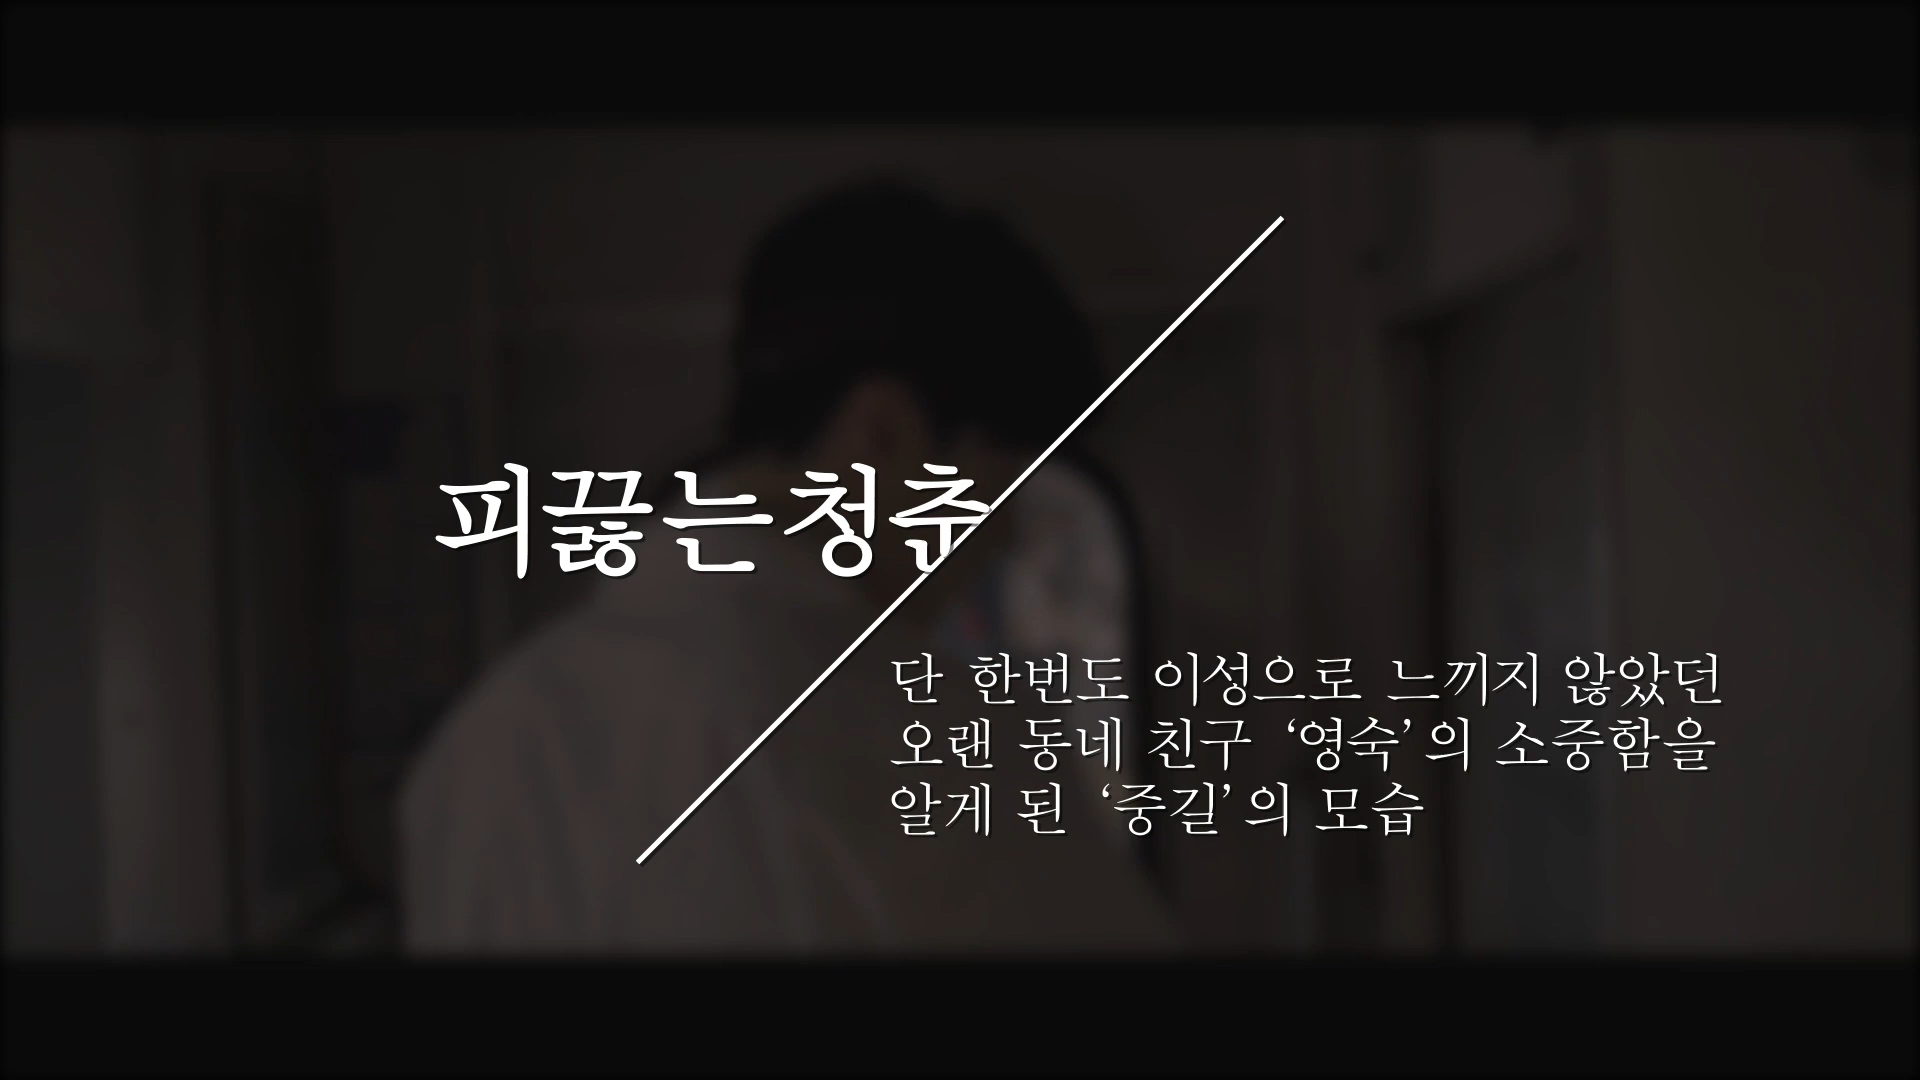 피끓는청춘
단 한번도 이성으로 느끼지 않았던
오랜 동네 친구 ‘영숙’의 소중함을
알게 된 ‘중길’의 모습